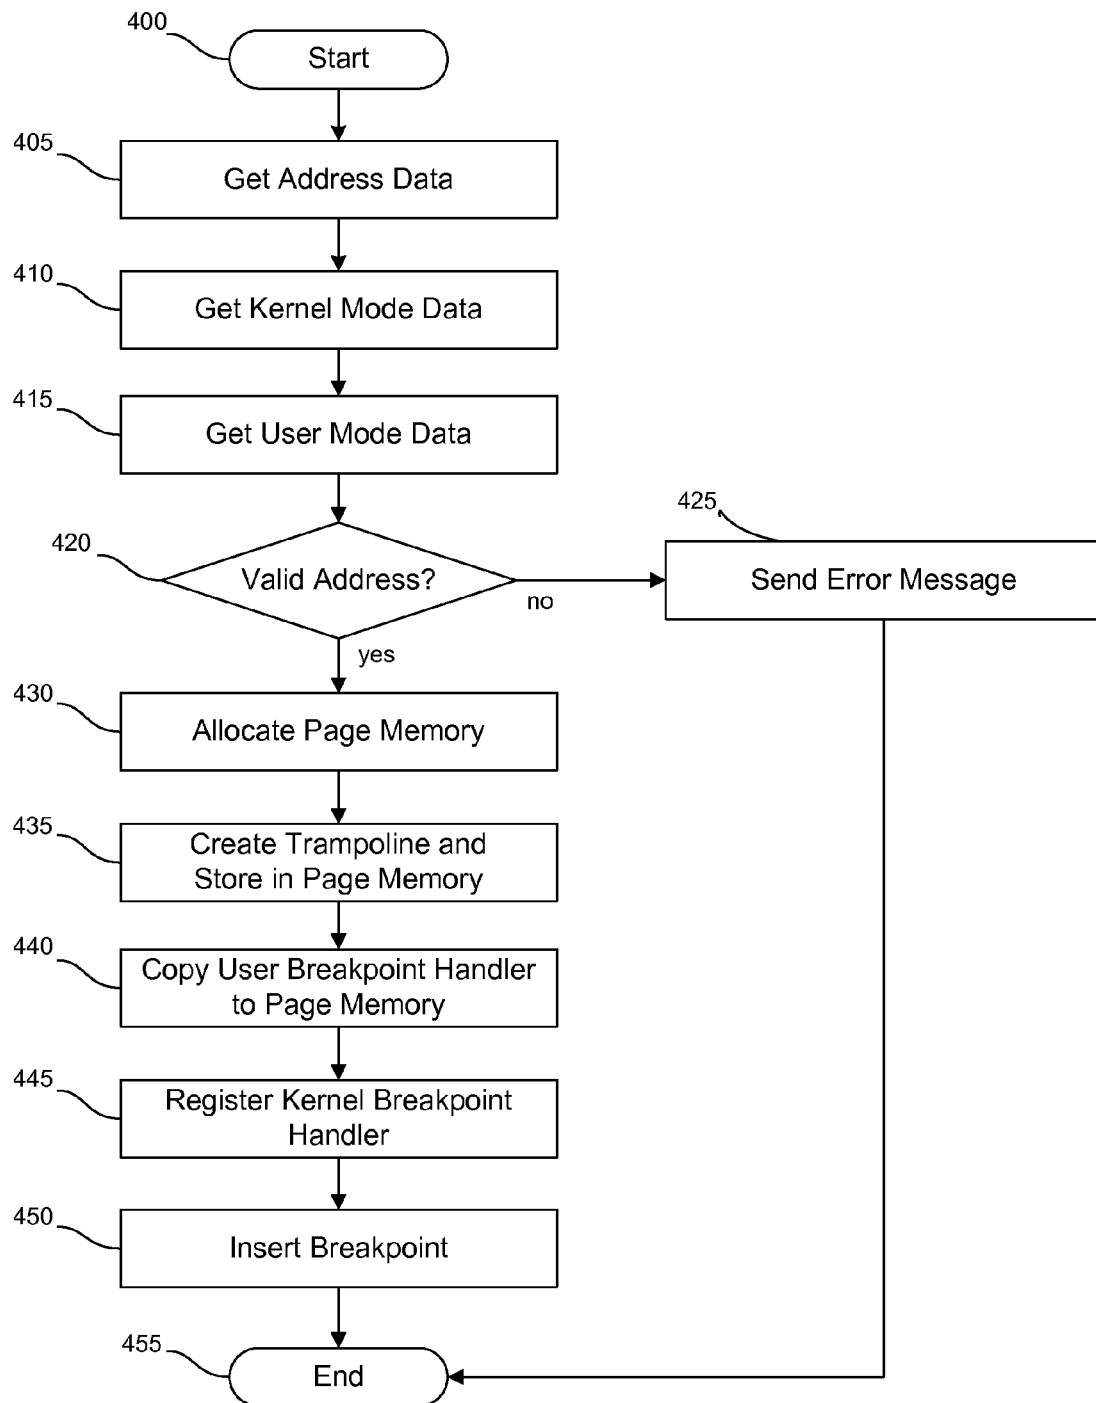 400
Start
405
Get Address Data
410
Get Kernel Mode Data
415
Get User Mode Data
425
420
Valid Address?
Send Error Message
no
yes
430
Allocate Page Memory
435
Create Trampoline and
Store in Page Memory
440
Copy User Breakpoint Handler
to Page Memory
445
Register Kernel Breakpoint
Handler
450
Insert Breakpoint
455
End